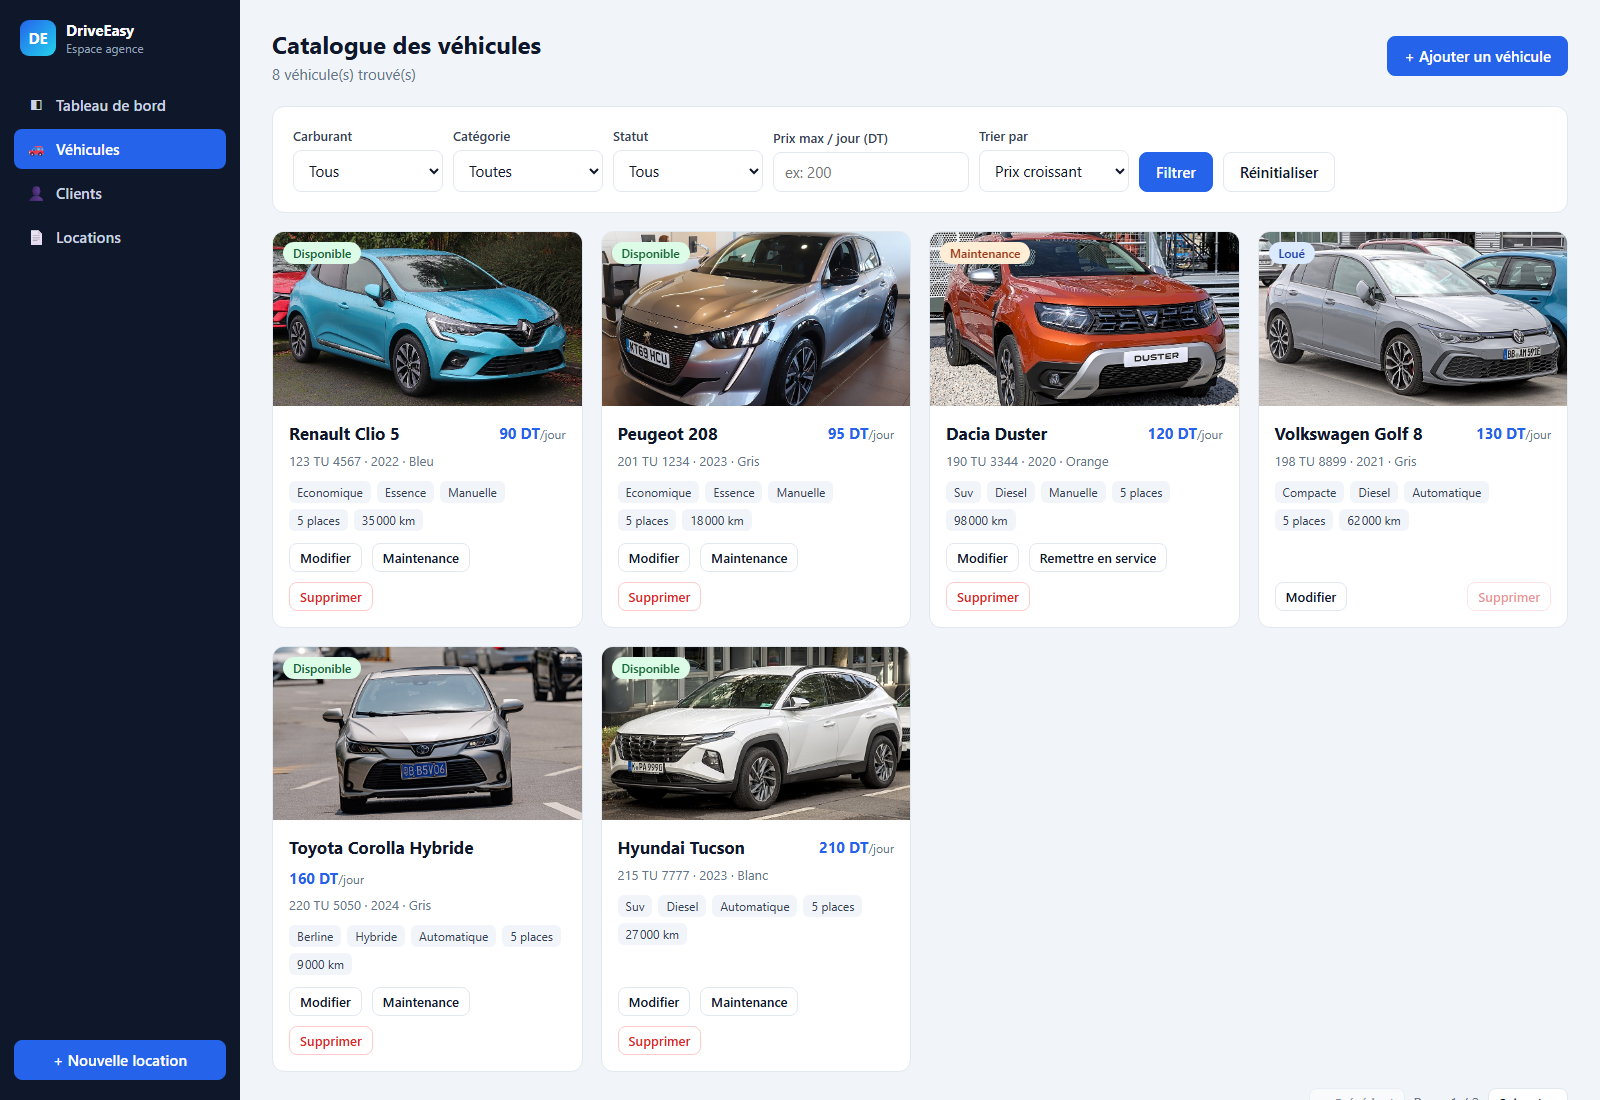 DE
DriveEasy
Espace agence
Tableau de bord
Véhicules
Clients
Locations
+ Nouvelle location
Catalogue des véhicules
8 véhicule(s) trouvé(s)
+ Ajouter un véhicule
Carburant Catégorie Statut Prix max / jour (DT) Trier par
Tous Toutes Tous ex: 200 Prix croissant Filtrer Réinitialiser
Disponible
Renault Clio 5 90 DT/jour
123 TU 4567 · 2022 · Bleu
Economique Essence Manuelle
5 places 35 000 km
Modifier Maintenance
Supprimer
Disponible
MT69 HCU
Peugeot 208 95 DT/jour
201 TU 1234 · 2023 · Gris
Economique Essence Manuelle
5 places 18 000 km
Modifier Maintenance
Supprimer
Maintenance
DUSTER
Dacia Duster 120 DT/jour
190 TU 3344 · 2020 · Orange
Suv Diesel Manuelle 5 places
98 000 km
Modifier Remettre en service
Supprimer
Loué
Volkswagen Golf 8 130 DT/jour
198 TU 8899 · 2021 · Gris
Compacte Diesel Automatique
5 places 62 000 km
Modifier Supprimer
Disponible
Toyota Corolla Hybride
160 DT/jour
220 TU 5050 · 2024 · Gris
Berline Hybride Automatique 5 places
9 000 km
Modifier Maintenance
Supprimer
Disponible
Hyundai Tucson 210 DT/jour
215 TU 7777 · 2023 · Blanc
Suv Diesel Automatique 5 places
27 000 km
Modifier Maintenance
Supprimer